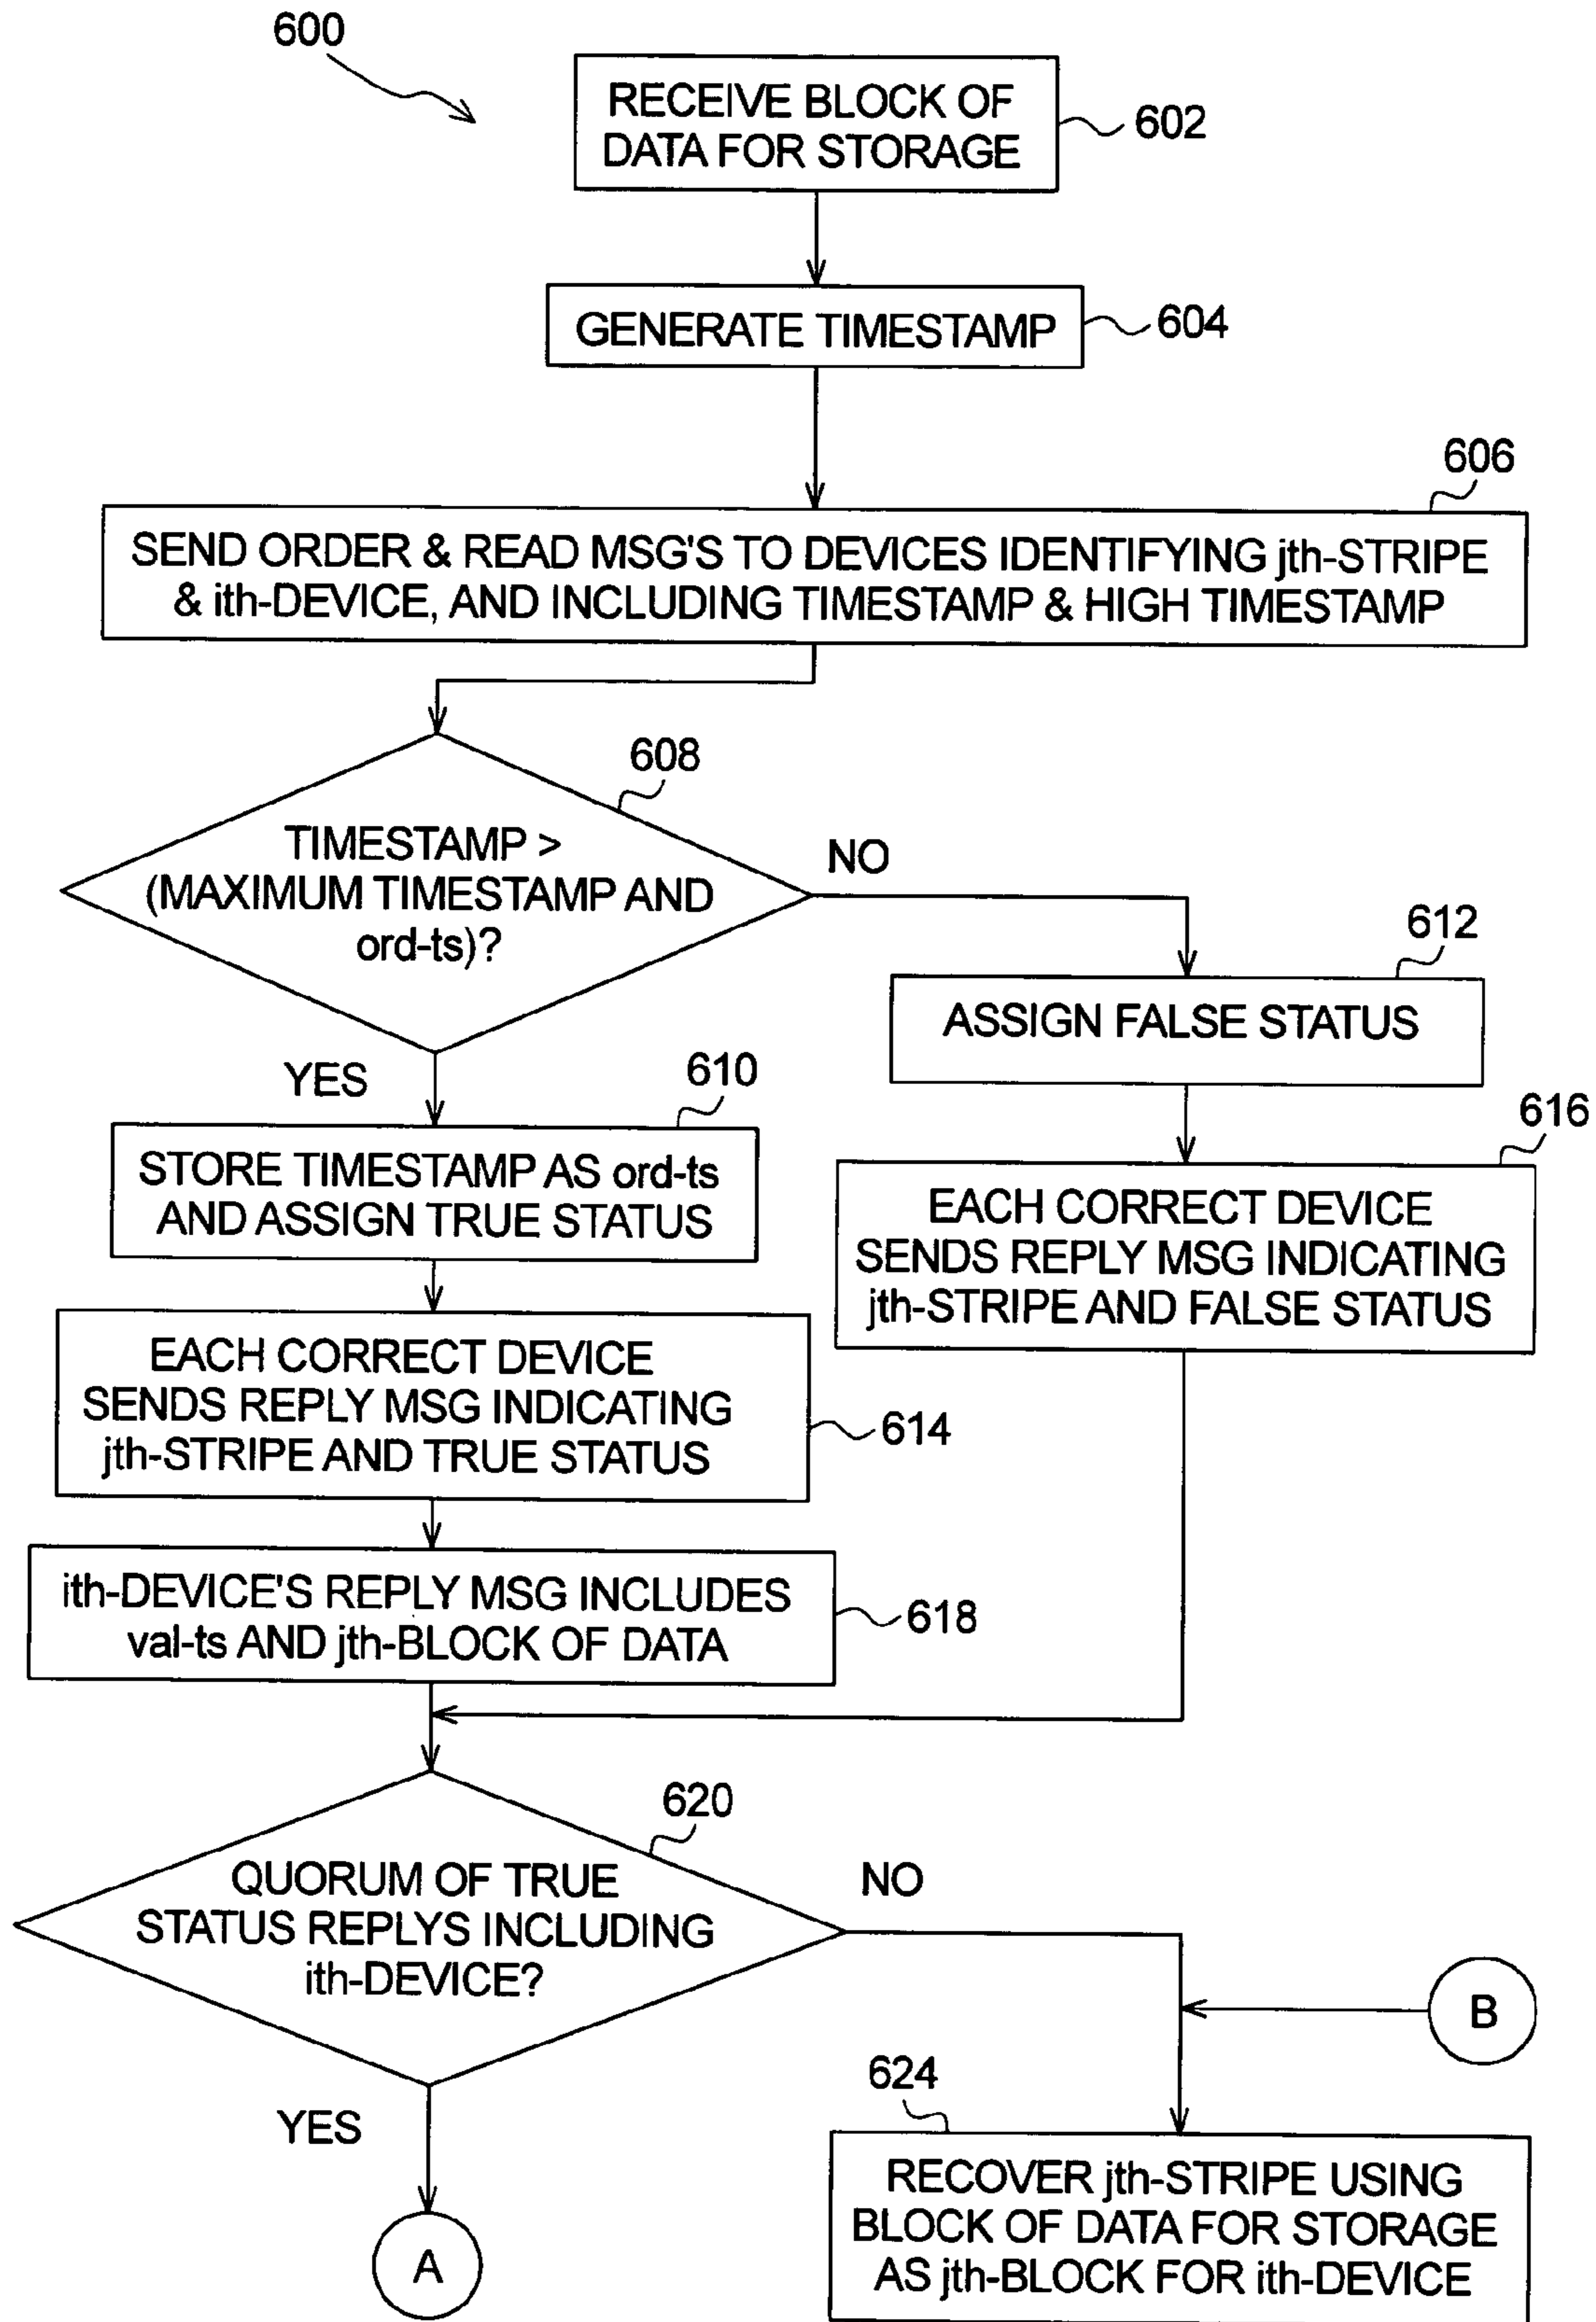 600
RECEIVE BLOCK OF
DATA FOR STORAGE
602
GENERATE TIMESTAMP
604
606
SEND ORDER & READ MSG'S TO DEVICES IDENTIFYING jth-STRIPE
& ith-DEVICE, AND INCLUDING TIMESTAMP & HIGH TIMESTAMP
608
TIMESTAMP >
(MAXIMUM TIMESTAMP AND
ord-ts)?
NO
612
ASSIGN FALSE STATUS
YES
610
STORE TIMESTAMP AS ord-ts
AND ASSIGN TRUE STATUS
616
EACH CORRECT DEVICE
SENDS REPLY MSG INDICATING
jth-STRIPE AND FALSE STATUS
EACH CORRECT DEVICE
SENDS REPLY MSG INDICATING
jth-STRIPE AND TRUE STATUS
614
ith-DEVICE'S REPLY MSG INCLUDES
val-ts AND jth-BLOCK OF DATA
618
620
QUORUM OF TRUE
STATUS REPLYS INCLUDING
ith-DEVICE?
NO
B
YES
A
624
RECOVER jth-STRIPE USING
BLOCK OF DATA FOR STORAGE
AS jth-BLOCK FOR ith-DEVICE